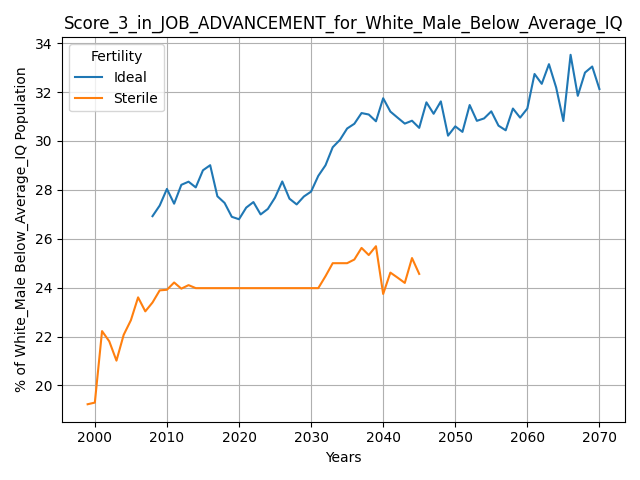 Score_3_in_JOB_ADVANCEMENT_for_White_Male_Below_Average_IQ
Fertility
Ideal
Sterile
% of White_Male Below_Average_IQ Population
34
32
30
28
26
24
22
20
2000 2010 2020 2030 2040 2050 2060 2070
Years